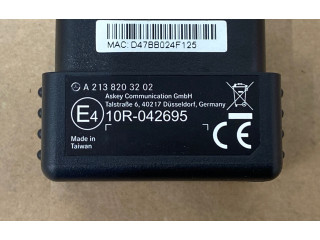 MAC: D47BB024F125
A 213 820 32 02
Askey Communication GmbH
Talstraße 6, 40217 Düsseldorf, Germany
E4 10R-042695
Made in
Taiwan
CE